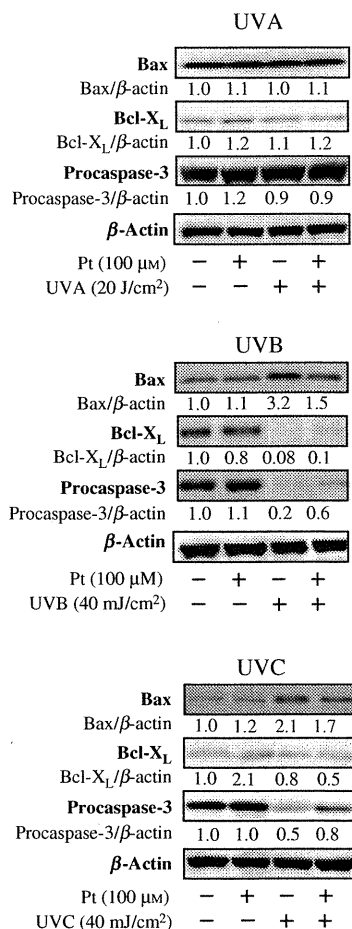 UVA
Bax
Bax/β-actin 1.0 1.1 1.0 1.1
Bcl-XL
Bcl-XL/β-actin 1.0 1.2 1.1 1.2
Procaspase-3
Procaspase-3/β-actin 1.0 1.2 0.9 0.9
β-Actin
Pt (100 μM) − + − +
UVA (20 J/cm²) − − + +
UVB
Bax
Bax/β-actin 1.0 1.1 3.2 1.5
Bcl-XL
Bcl-XL/β-actin 1.0 0.8 0.08 0.1
Procaspase-3
Procaspase-3/β-actin 1.0 1.1 0.2 0.6
β-Actin
Pt (100 μM) − + − +
UVB (40 mJ/cm²) − − + +
UVC
Bax
Bax/β-actin 1.0 1.2 2.1 1.7
Bcl-XL
Bcl-XL/β-actin 1.0 2.1 0.8 0.5
Procaspase-3
Procaspase-3/β-actin 1.0 1.0 0.5 0.8
β-Actin
Pt (100 μM) − + − +
UVC (40 mJ/cm²) − − + +